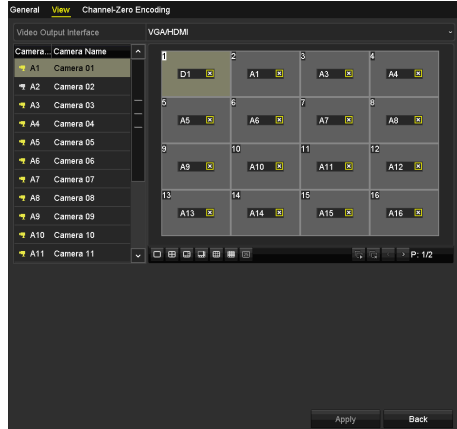 General View Channel-Zero Encoding
Video Output Interface VGA/HDMI
Camera... Camera Name
A1 Camera 01
A2 Camera 02
A3 Camera 03
A4 Camera 04
A5 Camera 05
A6 Camera 06
A7 Camera 07
A8 Camera 08
A9 Camera 09
A10 Camera 10
A11 Camera 11
1 2 3 4
D1 A1 A3 A4
5 6 7 8
A5 A6 A7 A8
9 10 11 12
A9 A10 A11 A12
13 14 15 16
A13 A14 A15 A16
P: 1/2
Apply Back